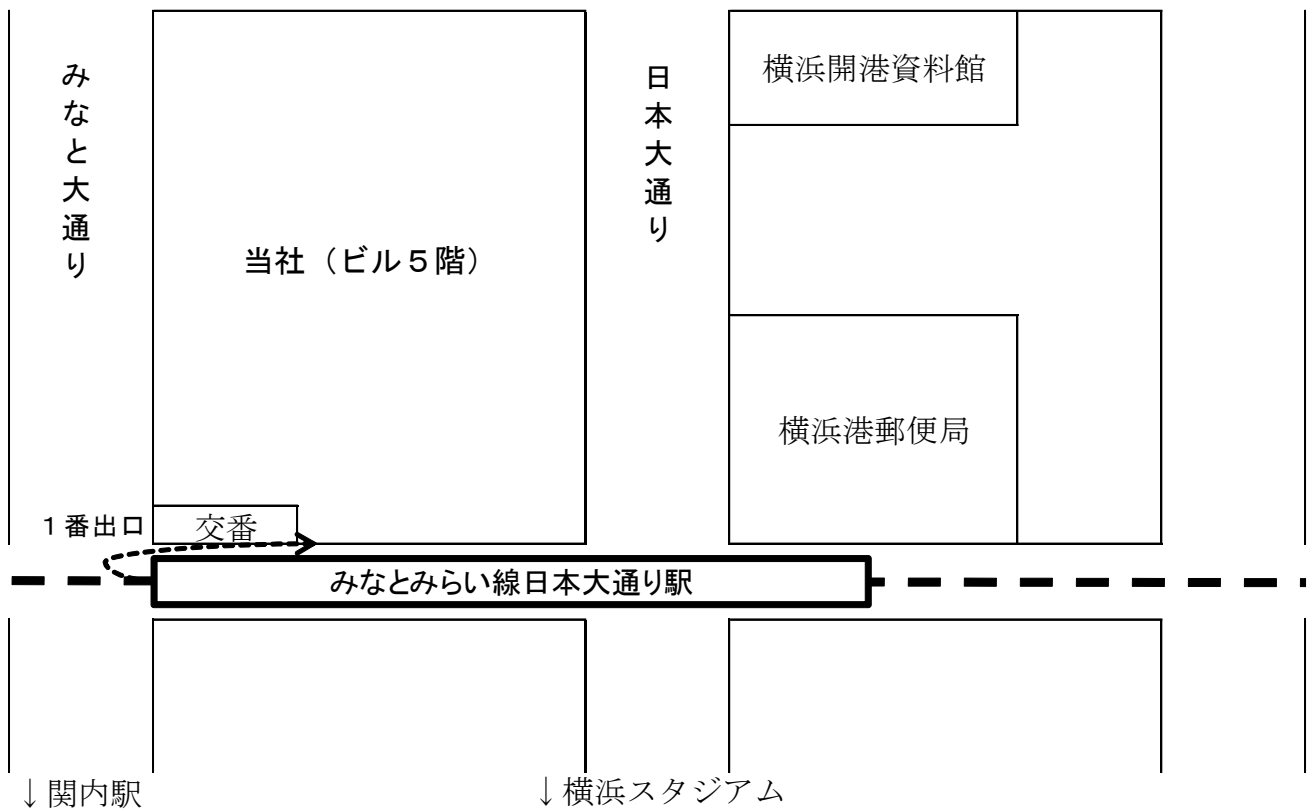 みなと大通り
日本大通り
横浜開港資料館
当社（ビル５階）
横浜港郵便局
１番出口
交番
みなとみらい線日本大通り駅
↓関内駅
↓横浜スタジアム